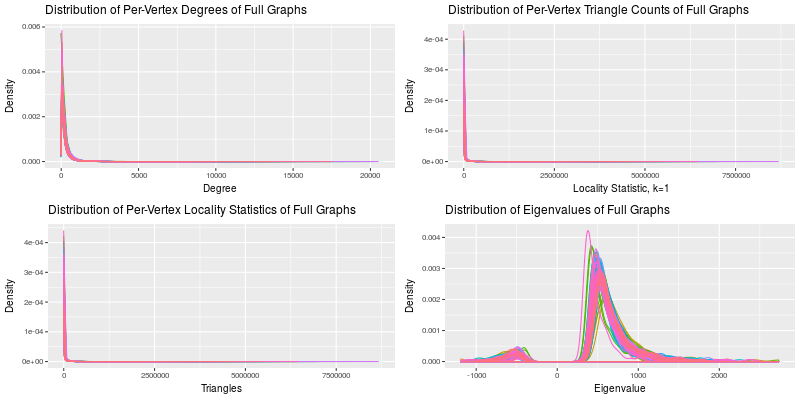 Distribution of Per-Vertex Degrees of Full Graphs
Density
0.006
0.004
0.002
0.000
0
5000
10000
15000
20000
Degree
Distribution of Per-Vertex Triangle Counts of Full Graphs
Density
4e-04
3e-04
2e-04
1e-04
0e+00
0
2500000
5000000
7500000
Locality Statistic, k=1
Distribution of Per-Vertex Locality Statistics of Full Graphs
Density
4e-04
3e-04
2e-04
1e-04
0e+00
0
2500000
5000000
7500000
Triangles
Distribution of Eigenvalues of Full Graphs
Density
0.004
0.003
0.002
0.001
0.000
-1000
0
1000
2000
Eigenvalue